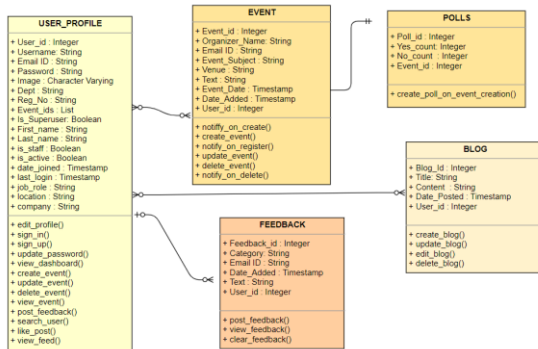 USER_PROFILE
+ User_id : Integer
+ Username: String
+ Email ID : String
+ Password : String
+ Image : Character Varying
+ Dept : String
+ Reg_No : String
+ Event_ids : List
+ Is_Superuser: Boolean
+ First_name : String
+ Last_name : String
+ is_staff : Boolean
+ is_active : Boolean
+ date_joined : Timestamp
+ last_login : Timestamp
+ job_role : String
+ location : String
+ company : String
+ edit_profile()
+ sign_in()
+ sign_up()
+ update_password()
+ view_dashboard()
+ create_event()
+ update_event()
+ delete_event()
+ view_event()
+ post_feedback()
+ search_user()
+ like_post()
+ view_feed()
EVENT
+ Event_id : Integer
+ Organizer_Name: String
+ Email ID : String
+ Event_Subject : String
+ Venue : String
+ Text : String
+ Event_Date : Timestamp
+ Date_Added : Timestamp
+ User_id : Integer
+ notiffy_on_create()
+ create_event()
+ notify_on_register()
+ update_event()
+ delete_event()
+ notify_on_delete()
POLLS
+ Poll_id : Integer
+ Yes_count: Integer
+ No_count : Integer
+ Event_id : Integer
+ create_poll_on_event_creation()
BLOG
+ Blog_Id : Integer
+ Title: String
+ Content : String
+ Date_Posted : Timestamp
+ User_id : Integer
+ create_blog()
+ update_blog()
+ edit_blog()
+ delete_blog()
FEEDBACK
+ Feedback_id : Integer
+ Category: String
+ Email ID : String
+ Date_Added : Timestamp
+ Text : String
+ User_id : Integer
+ post_feedback()
+ view_feedback()
+ clear_feedback()